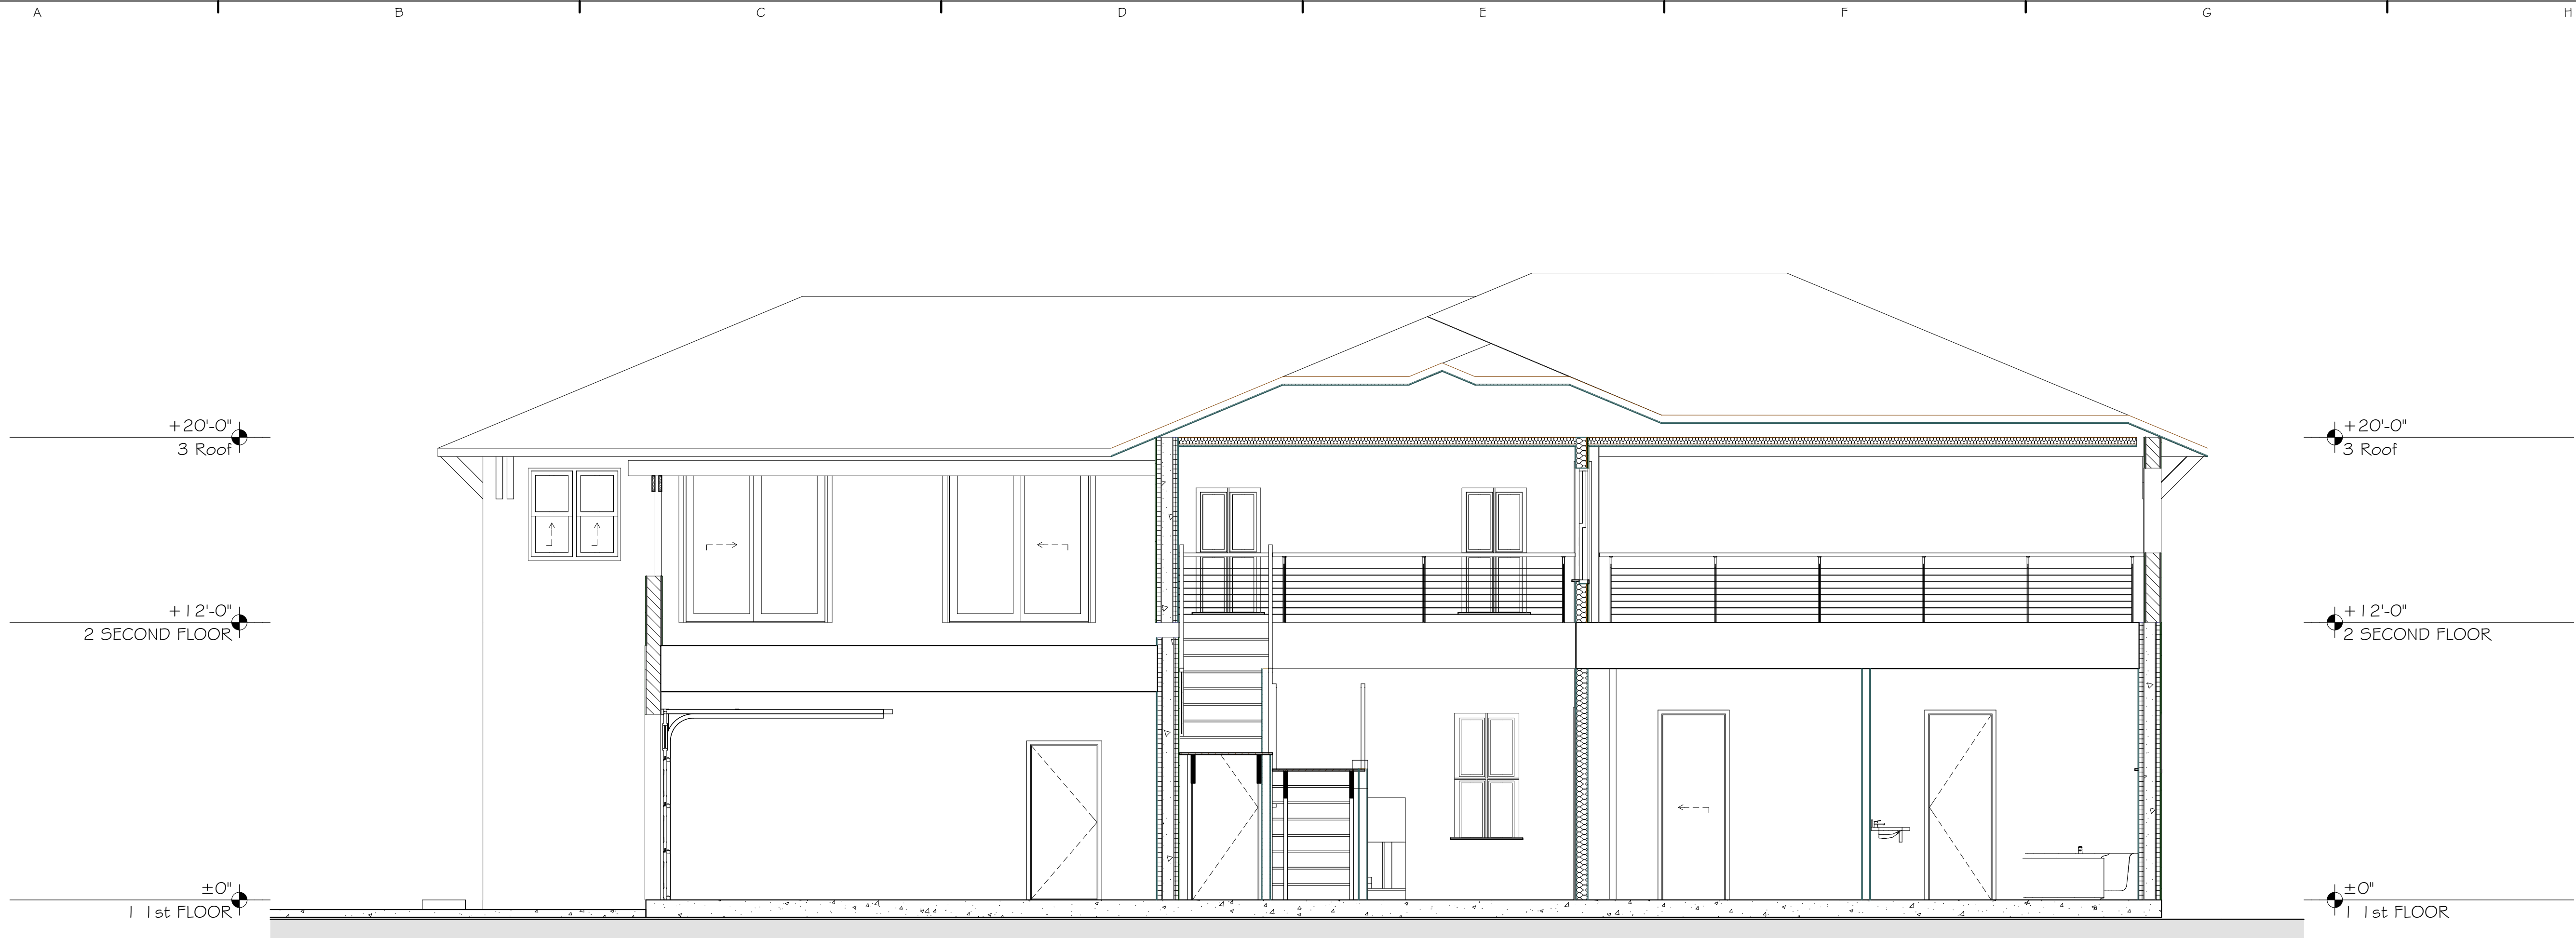 A B C D E F G H
+20'-0"
3 Roof
+20'-0"
3 Roof
+12'-0"
2 SECOND FLOOR
+12'-0"
2 SECOND FLOOR
±0"
1 1st FLOOR
±0"
1 1st FLOOR